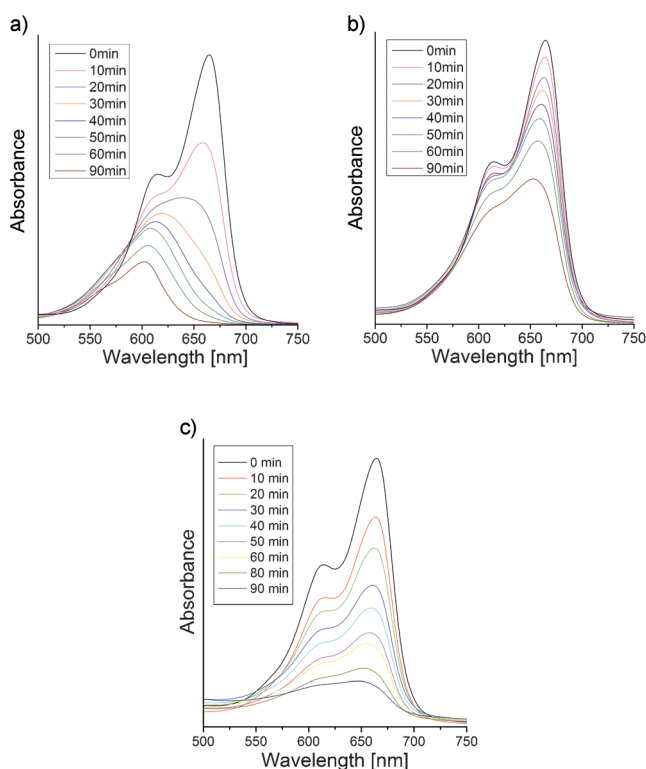 a)
0min
10min
20min
30min
40min
50min
60min
90min
Absorbance
500 550 600 650 700 750
Wavelength [nm]
b)
0min
10min
20min
30min
40min
50min
60min
90min
Absorbance
500 550 600 650 700 750
Wavelength [nm]
c)
0 min
10 min
20 min
30 min
40 min
50 min
60 min
80 min
90 min
Absorbance
500 550 600 650 700 750
Wavelength [nm]